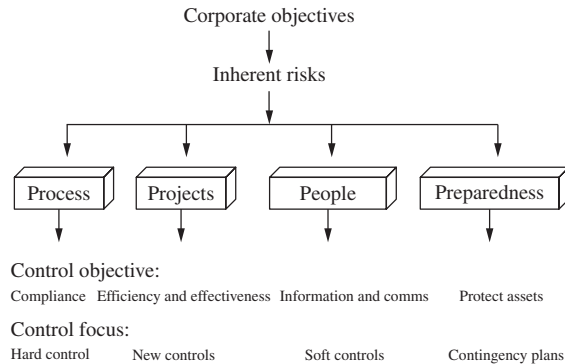 Corporate objectives
Inherent risks
Process Projects People Preparedness
Control objective:
Compliance Efficiency and effectiveness Information and comms Protect assets
Control focus:
Hard control New controls Soft controls Contingency plans